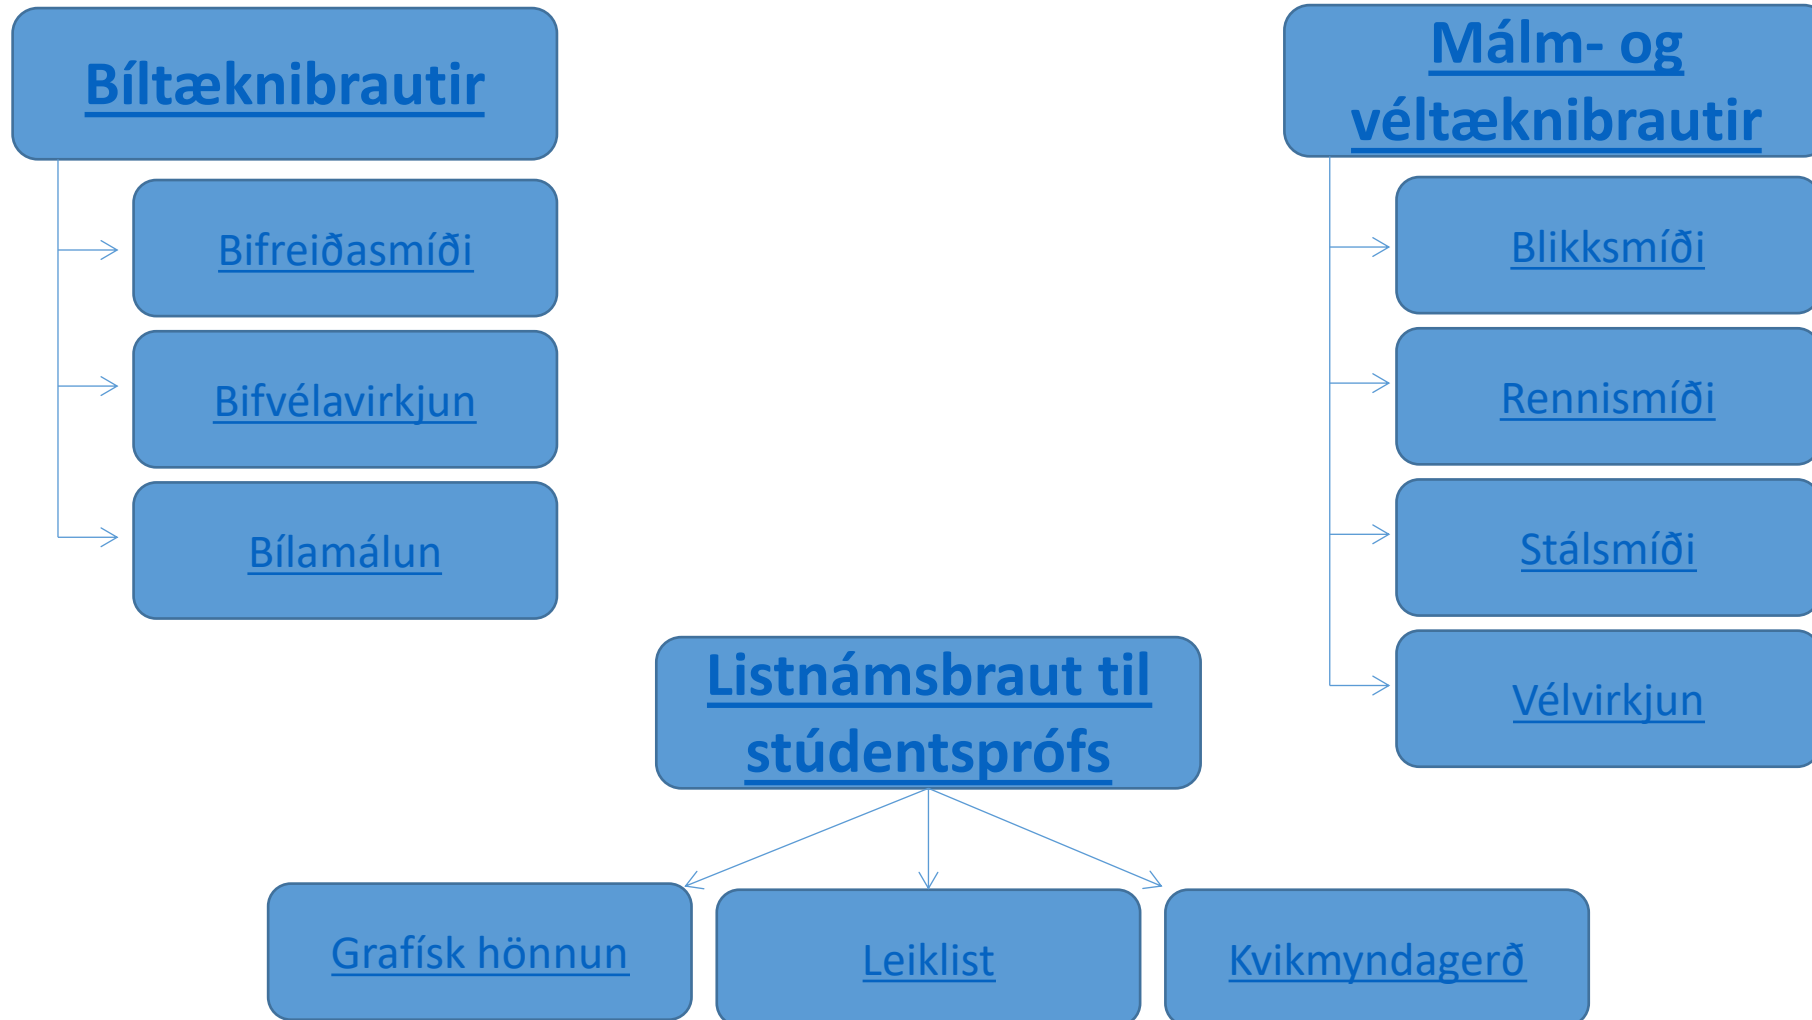 Bíltæknibrautir
Bifreiðasmíði
Bifvélavirkjun
Bílamálun
Málm- og
véltæknibrautir
Blikksmíði
Rennismíði
Stálsmíði
Vélvirkjun
Listnámsbraut til
stúdentsprófs
Grafísk hönnun
Leiklist
Kvikmyndagerð